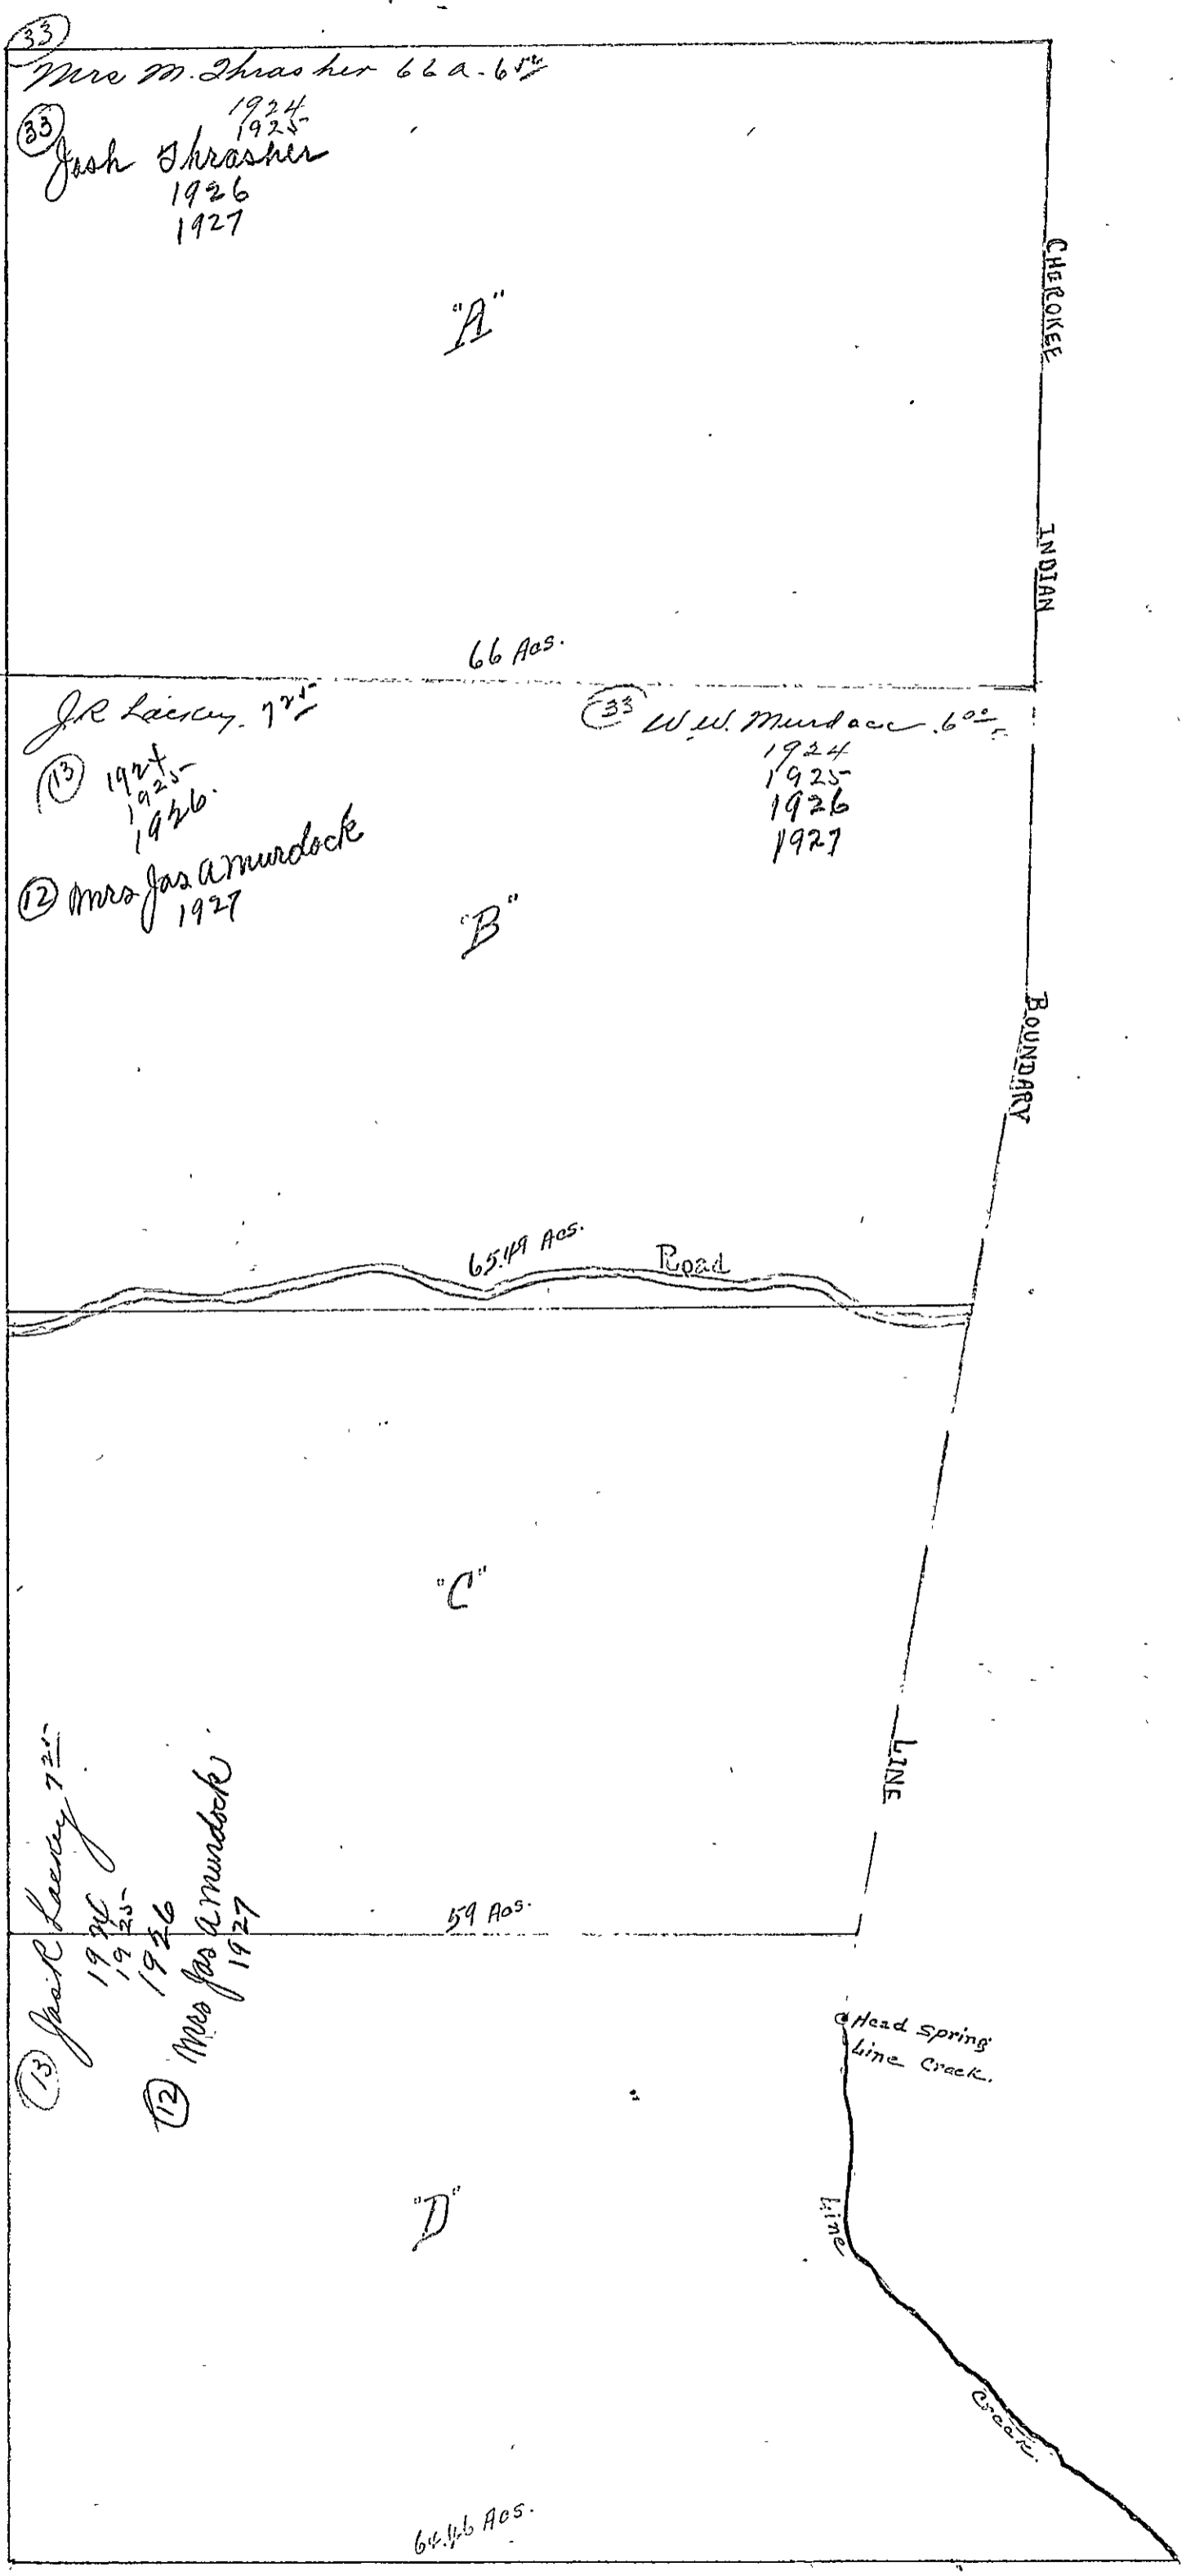 33
Mrs M. Thrasher 66 a. 6
1924
1925
33
Josh Thrasher
1926
1927
"A"
CHEROKEE
INDIAN
BOUNDARY
LINE
66 Acs.
J R Lackey. 7 25
13
1924
1925
1926.
12 Mrs Jas A Murdock
1927
33 W.W. Murdock. 6 00
1924
1925
1926
1927
"B"
65.49 Acs.
Road
"C"
59 Acs.
13 Jas R Lackey 7 25
1924
1925
1926
12 Mrs Jas A Murdock
1927
Head Spring
Line Creek.
"D"
Line
Creek.
64.46 Acs.